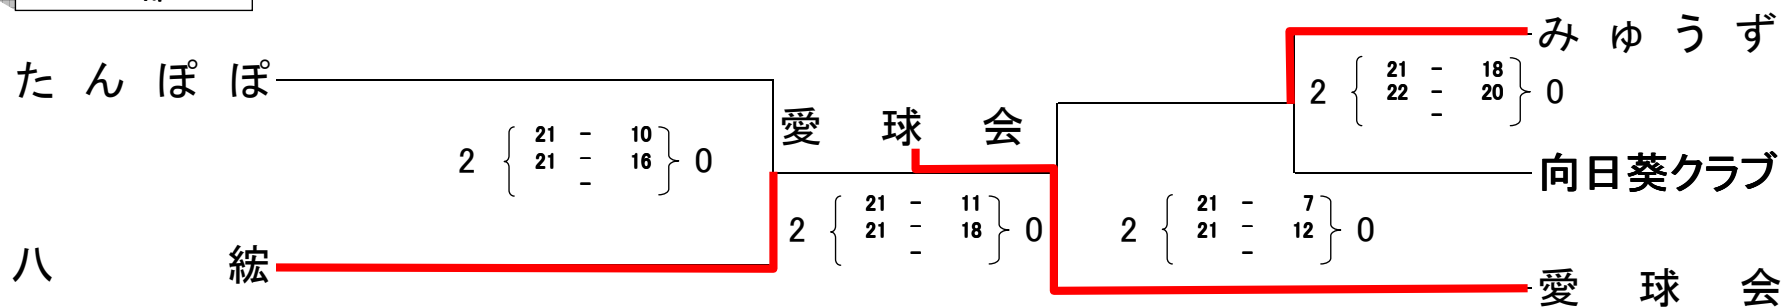 みゅうず
たんぽぽ
2 21 - 18 0
22 - 20
-
愛球会
2 21 - 10 0
21 - 16
-
向日葵クラブ
2 21 - 11 0
21 - 18
-
2 21 - 7 0
21 - 12
-
八紘
愛球会